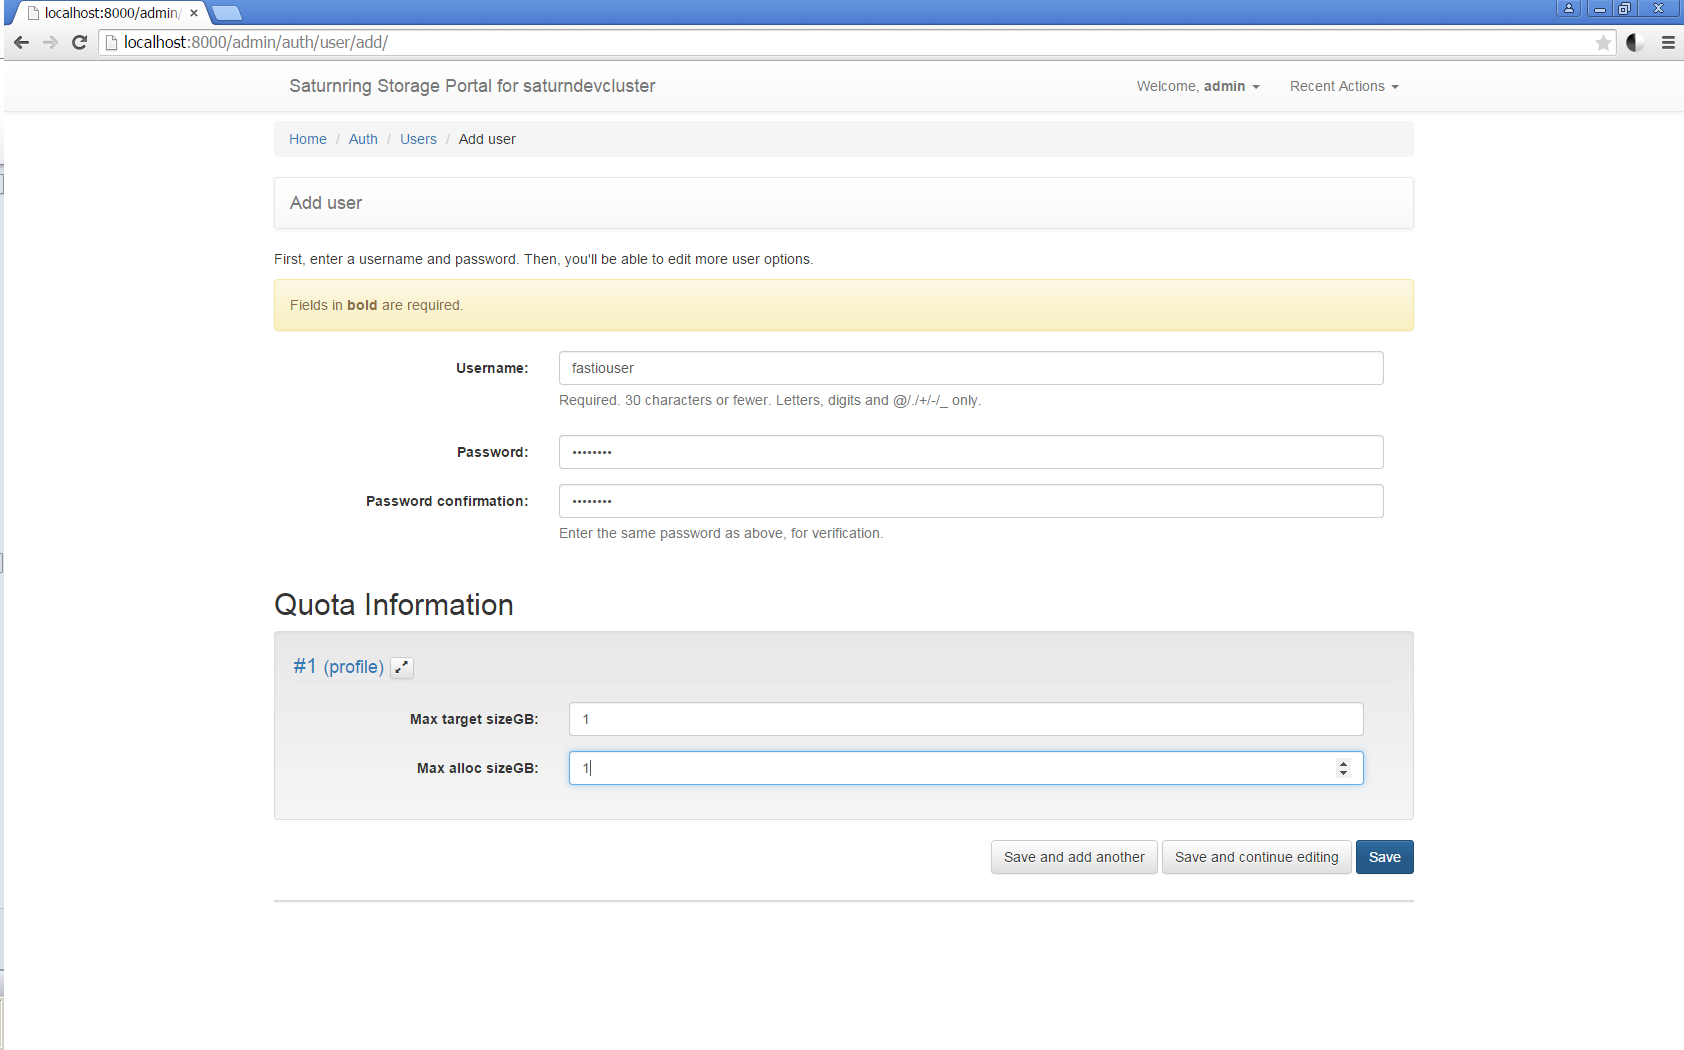 localhost:8000/admin/
localhost:8000/admin/auth/user/add/
Saturnring Storage Portal for saturndevcluster
Welcome, admin
Recent Actions
Home / Auth / Users / Add user
Add user
First, enter a username and password. Then, you'll be able to edit more user options.
Fields in bold are required.
Username:
fastiouser
Required. 30 characters or fewer. Letters, digits and @/./+/-/_ only.
Password:
••••••••
Password confirmation:
••••••••
Enter the same password as above, for verification.
Quota Information
#1 (profile)
Max target sizeGB:
1
Max alloc sizeGB:
1
Save and add another
Save and continue editing
Save